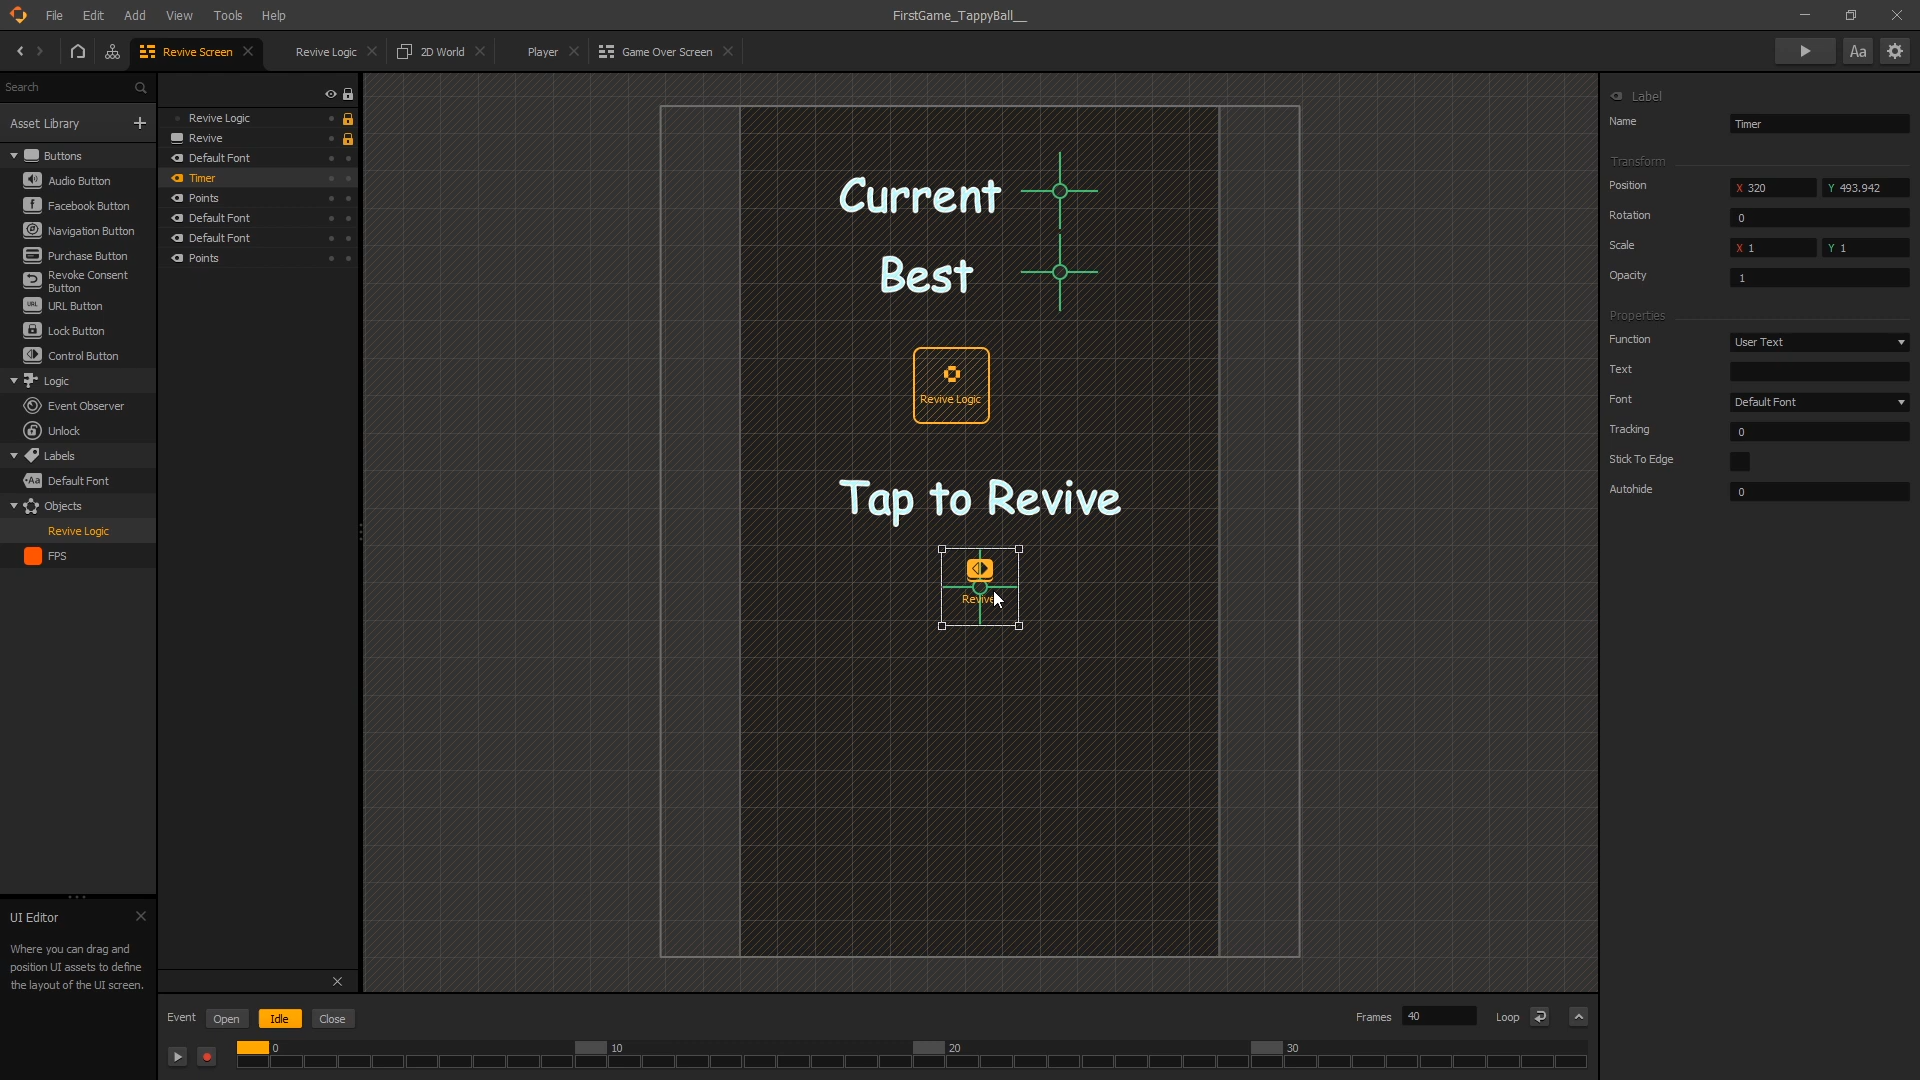 File Edit Add View Tools Help FirstGame_TappyBall__
Revive Screen Revive Logic 2D World Player Game Over Screen Aa
Search
Asset Library
Buttons
Audio Button
Facebook Button
Navigation Button
Purchase Button
Revoke Consent
Button
URL Button
Lock Button
Control Button
Logic
Event Observer
Unlock
Labels
Default Font
Objects
Revive Logic
FPS
UI Editor
Where you can drag and
position UI assets to define
the layout of the UI screen.
Revive Logic
Revive
Default Font
Timer
Points
Default Font
Default Font
Points
Current
Best
Revive Logic
Tap to Revive
Revive
Label
Name Timer
Transform
Position X 320 Y 493.942
Rotation 0
Scale X 1 Y 1
Opacity 1
Properties
Function User Text
Text
Font Default Font
Tracking 0
Stick To Edge
Autohide 0
Event Open Idle Close Frames 40 Loop
0 10 20 30